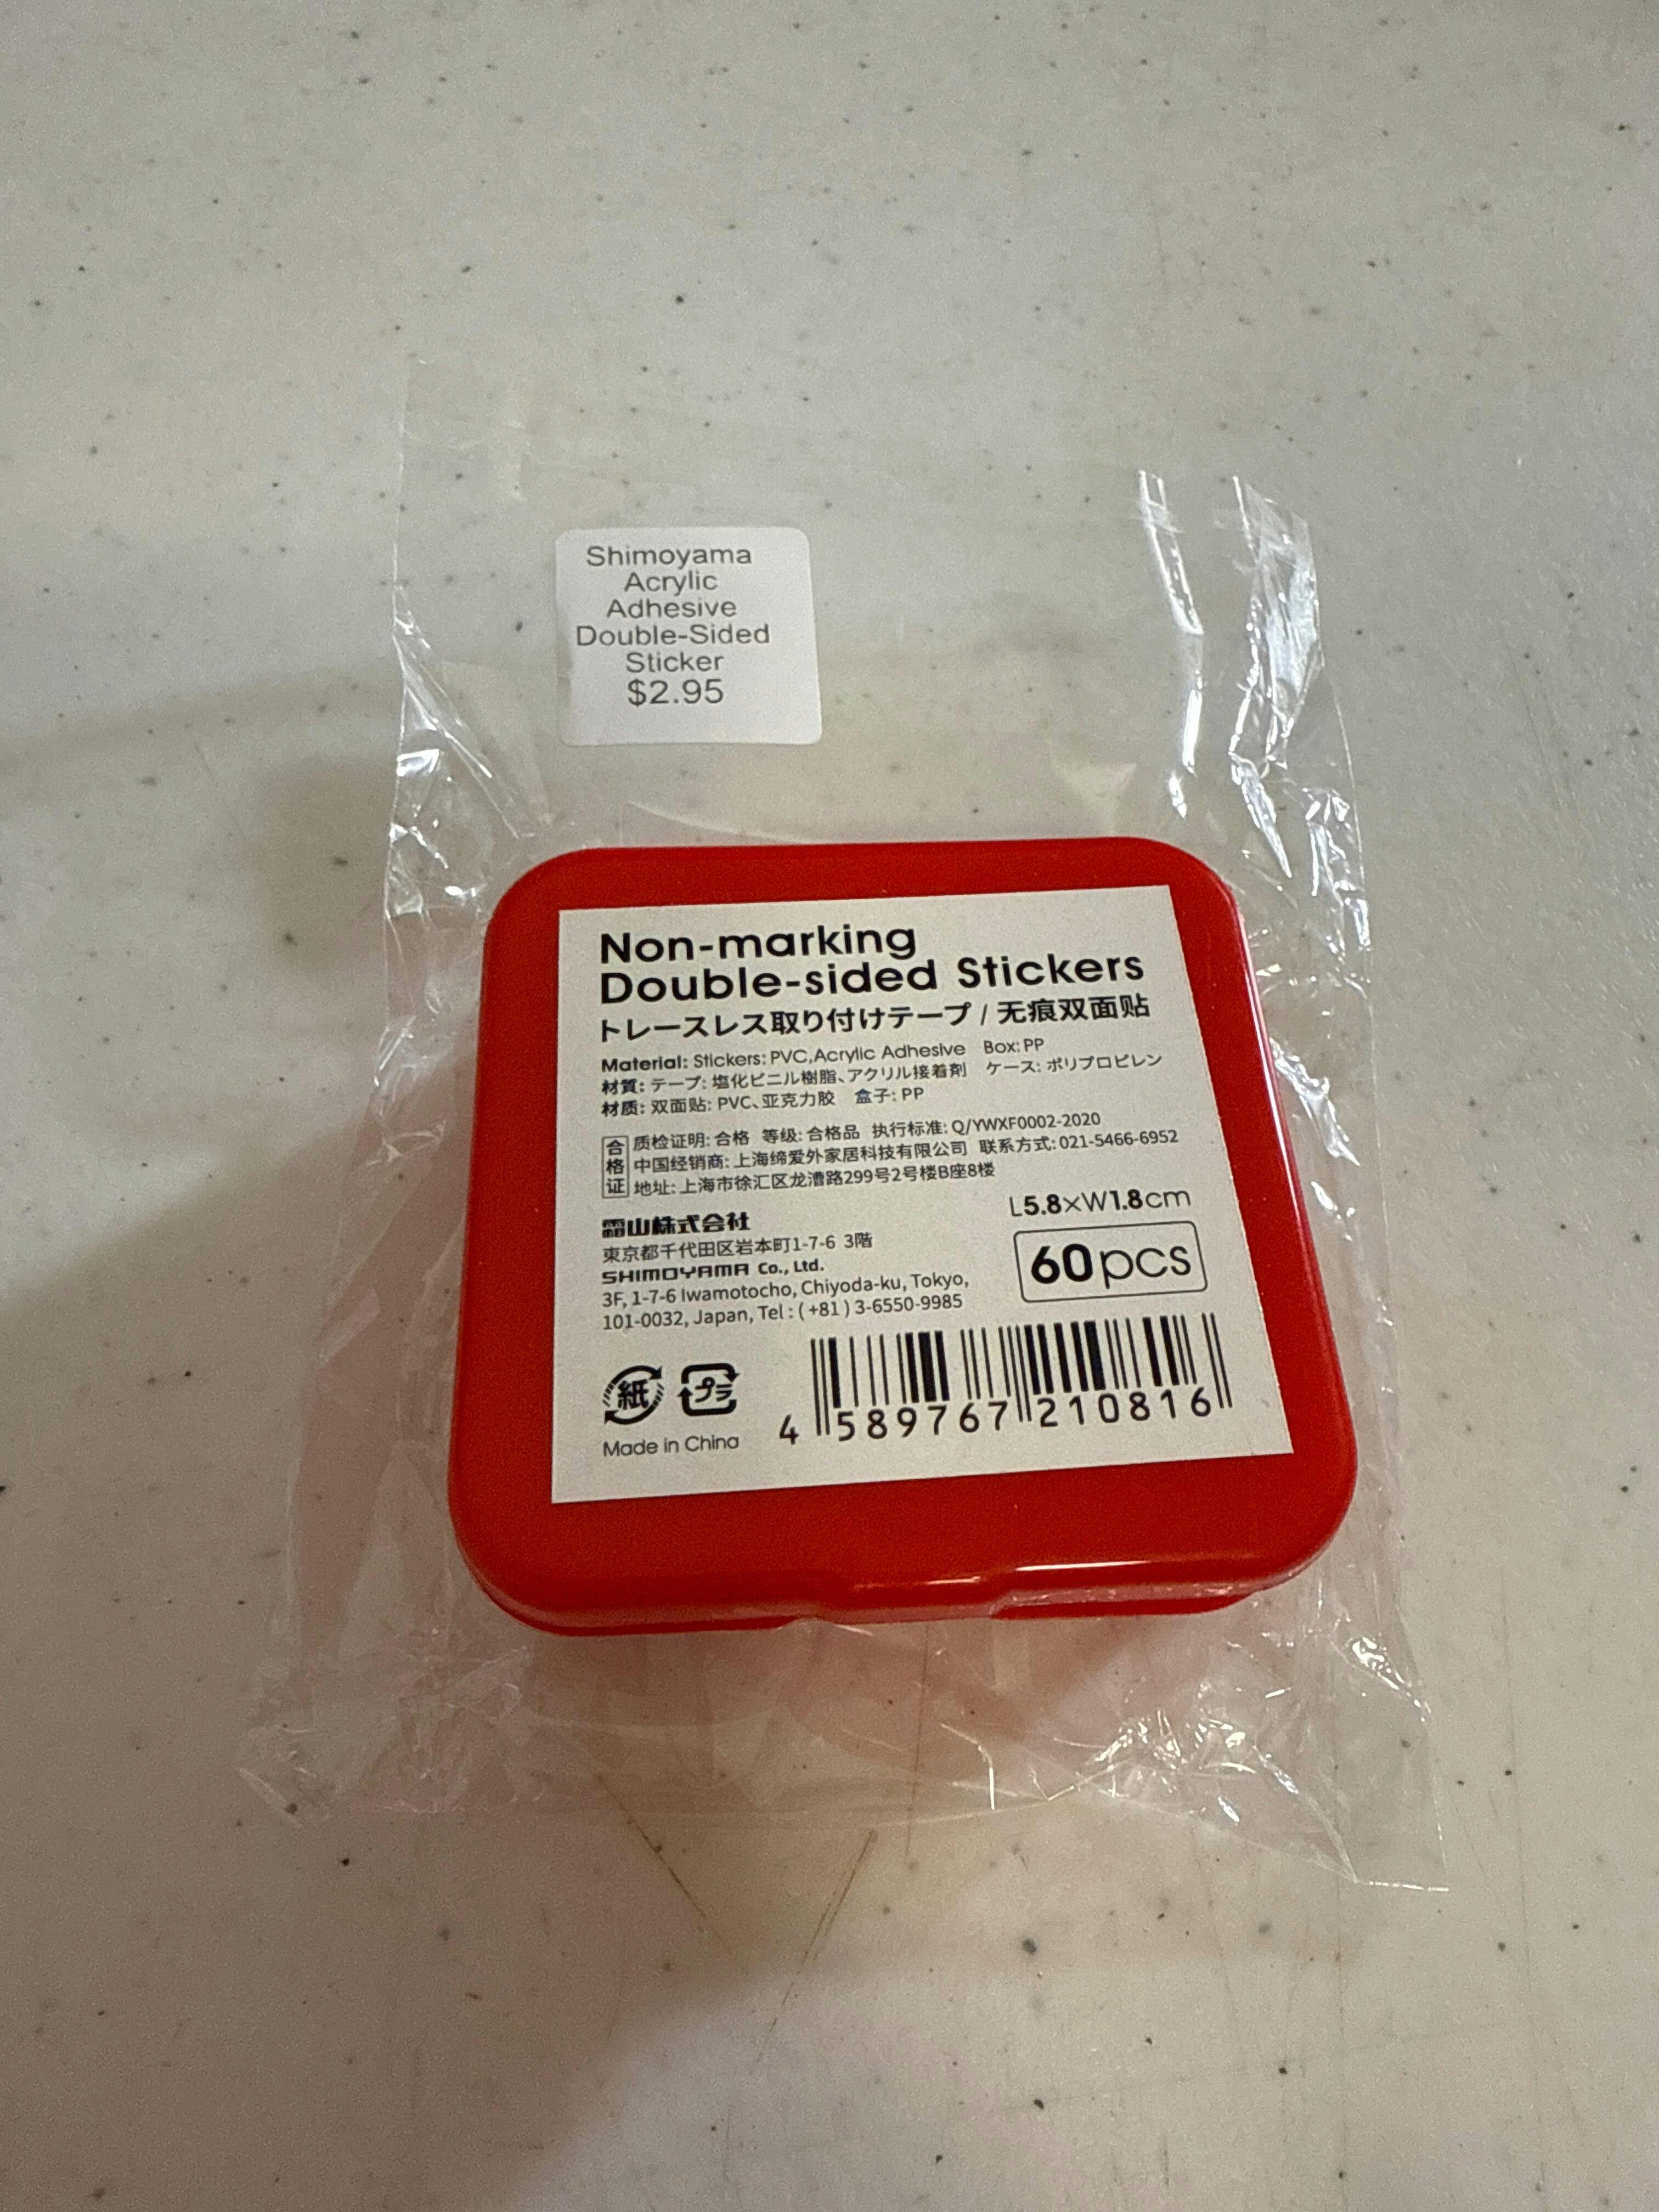 Shimoyama
Acrylic
Adhesive
Double-Sided
Sticker
$2.95
Non-marking
Double-sided Stickers
トレースレス取り付けテープ / 无痕双面贴
Material: Stickers: PVC,Acrylic Adhesive Box: PP
材質: テープ: 塩化ビニル樹脂、アクリル接着剤 ケース: ポリプロピレン
材质: 双面贴: PVC、亚克力胶 盒子: PP
合格证
质检证明: 合格 等级: 合格品 执行标准: Q/YWXF0002-2020
中国经销商: 上海缔爱外家居科技有限公司 联系方式: 021-5466-6952
地址: 上海市徐汇区龙漕路299号2号楼B座8楼
L5.8×W1.8cm
60pcs
霜山株式会社
東京都千代田区岩本町1-7-6 3階
SHIMOYAMA Co., Ltd.
3F, 1-7-6 Iwamotocho, Chiyoda-ku, Tokyo,
101-0032, Japan, Tel : ( +81 ) 3-6550-9985
紙 プラ
Made in China
4 589767 210816